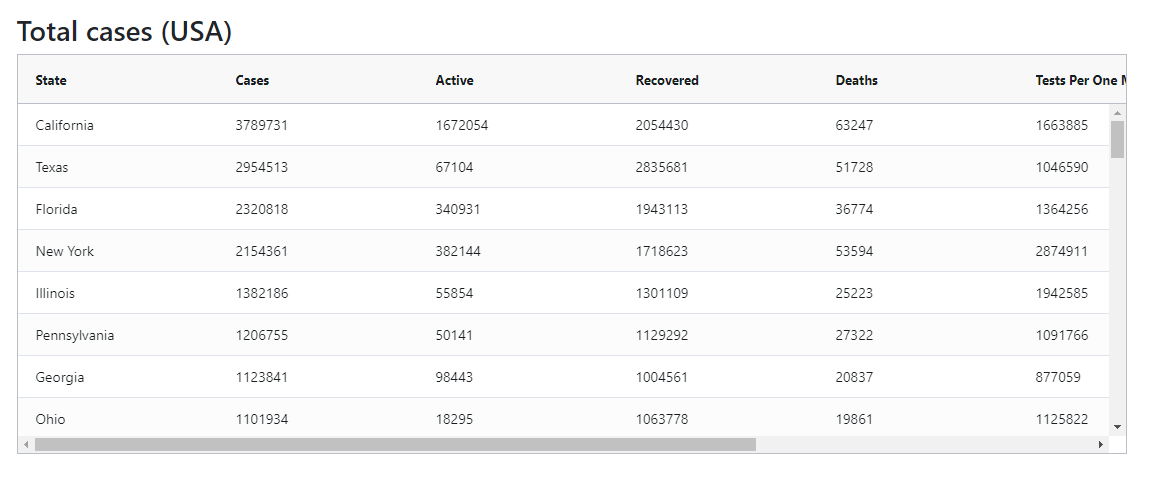 Total cases (USA)
State Cases Active Recovered Deaths Tests Per One
California 3789731 1672054 2054430 63247 1663885
Texas 2954513 67104 2835681 51728 1046590
Florida 2320818 340931 1943113 36774 1364256
New York 2154361 382144 1718623 53594 2874911
Illinois 1382186 55854 1301109 25223 1942585
Pennsylvania 1206755 50141 1129292 27322 1091766
Georgia 1123841 98443 1004561 20837 877059
Ohio 1101934 18295 1063778 19861 1125822